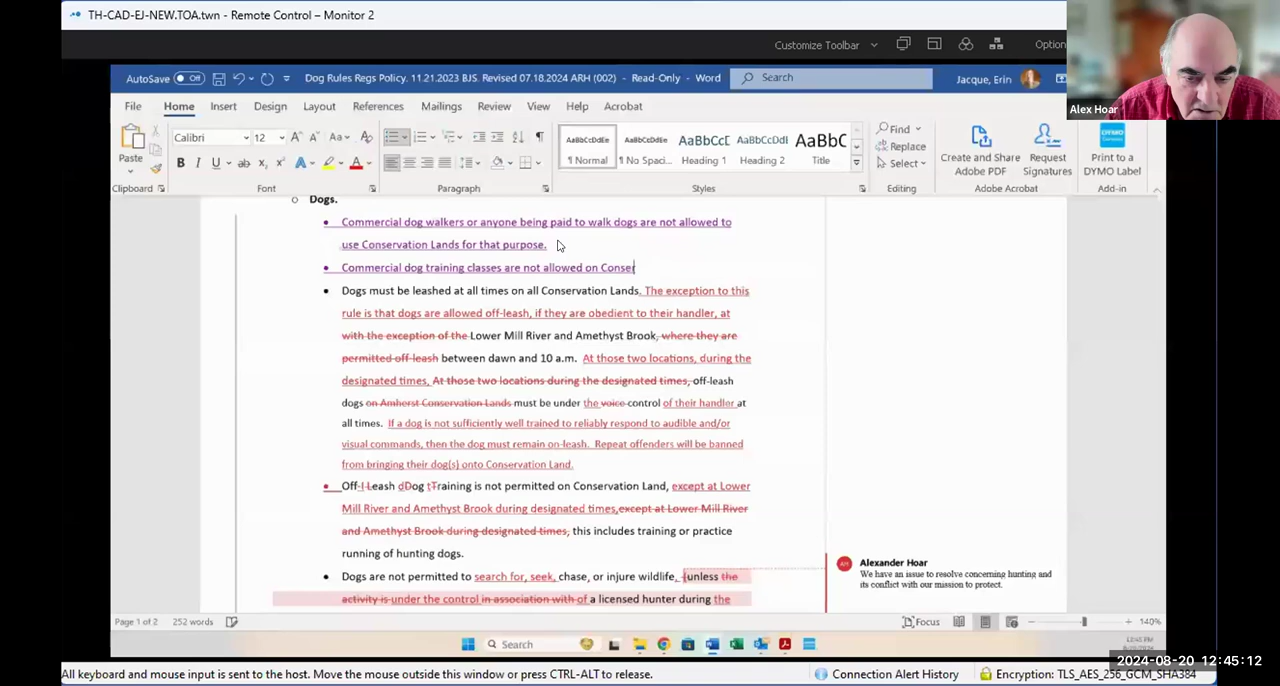 TH-CAD-EJ-NEW.TOA.twn - Remote Control – Monitor 2
Customize Toolbar
Option
Alex Hoar
AutoSave Off Dog Rules Regs Policy. 11.21.2023 BJS. Revised 07.18.2024 ARH (002) - Read-Only - Word Search Jacque, Erin
File Home Insert Design Layout References Mailings Review View Help Acrobat
Paste
Calibri 12
AaBbCcDdEe AaBbCcDdEe AaBbCcC AaBbCcDdI AaBbC
¶ Normal ¶ No Spaci... Heading 1 Heading 2 Title
Find
Replace
Select
Create and Share Adobe PDF
Request Signatures
Print to a DYMO Label
Clipboard Font Paragraph Styles Editing Adobe Acrobat Add-in
o Dogs.
• Commercial dog walkers or anyone being paid to walk dogs are not allowed to
use Conservation Lands for that purpose.
• Commercial dog training classes are not allowed on Conser
• Dogs must be leashed at all times on all Conservation Lands. The exception to this
rule is that dogs are allowed off-leash, if they are obedient to their handler, at
with the exception of the Lower Mill River and Amethyst Brook, where they are
permitted off-leash between dawn and 10 a.m. At those two locations, during the
designated times, At those two locations during the designated times, off-leash
dogs on Amherst Conservation Lands must be under the voice control of their handler at
all times. If a dog is not sufficiently well trained to reliably respond to audible and/or
visual commands, then the dog must remain on-leash. Repeat offenders will be banned
from bringing their dog(s) onto Conservation Land.
• Off-lLeash dDog tTraining is not permitted on Conservation Land, except at Lower
Mill River and Amethyst Brook during designated times,except at Lower Mill River
and Amethyst Brook during designated times, this includes training or practice
running of hunting dogs.
• Dogs are not permitted to search for, seek, chase, or injure wildlife, (unless the
activity is under the control in association with of a licensed hunter during the
Alexander Hoar
We have an issue to resolve concerning hunting and
its conflict with our mission to protect.
Page 1 of 2 252 words Focus 140%
Search
All keyboard and mouse input is sent to the host. Move the mouse outside this window or press CTRL-ALT to release. Connection Alert History Encryption: TLS_AES_256_GCM_SHA384
2024-08-20 12:45:12